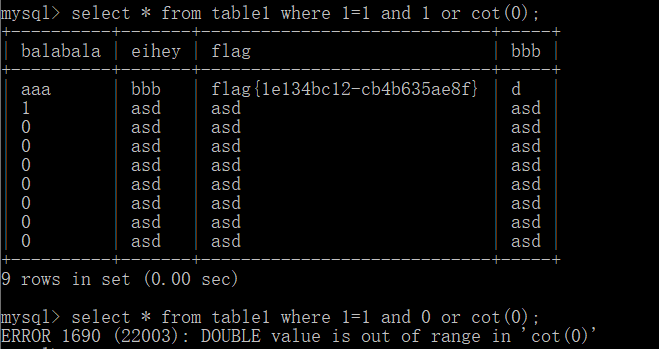 mysql> select * from table1 where 1=1 and 1 or cot(0);
+----------+-------+-----------------------------+------+
| balabala | eihey | flag                        | bbb  |
+----------+-------+-----------------------------+------+
| aaa      | bbb   | flag{1e134bc12-cb4b635ae8f} | d    |
| 1        | asd   | asd                         | asd  |
| 0        | asd   | asd                         | asd  |
| 0        | asd   | asd                         | asd  |
| 0        | asd   | asd                         | asd  |
| 0        | asd   | asd                         | asd  |
| 0        | asd   | asd                         | asd  |
| 0        | asd   | asd                         | asd  |
| 0        | asd   | asd                         | asd  |
+----------+-------+-----------------------------+------+
9 rows in set (0.00 sec)
mysql> select * from table1 where 1=1 and 0 or cot(0);
ERROR 1690 (22003): DOUBLE value is out of range in 'cot(0)'